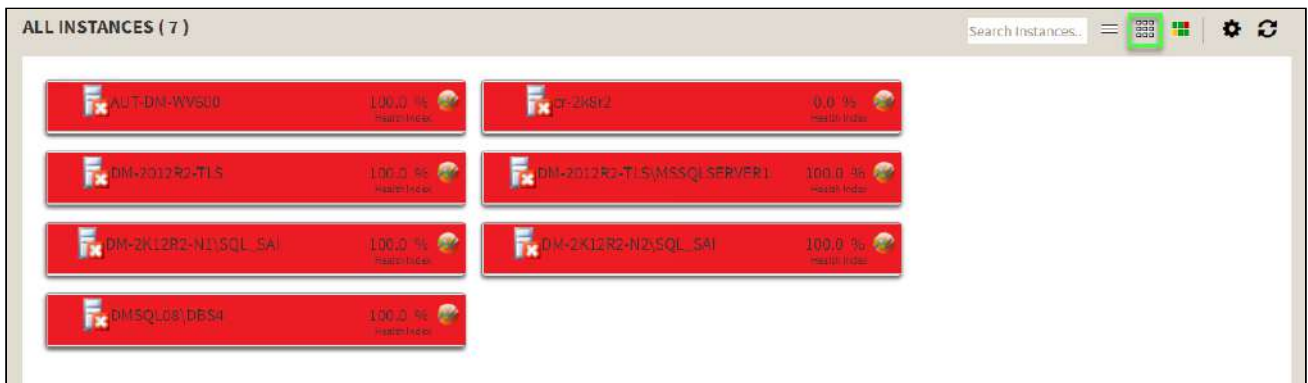 ALL INSTANCES ( 7 )
Search Instances..
AUT-DM-WV600 100.0 %
Health Index
cr-2k8r2 0.0 %
Health Index
DM-2012R2-TLS 100.0 %
Health Index
DM-2012R2-TLS\MSSQLSERVER1 100.0 %
Health Index
DM-2K12R2-N1\SQL_SAI 100.0 %
Health Index
DM-2K12R2-N2\SQL_SAI 100.0 %
Health Index
DMSQL08\DBS4 100.0 %
Health Index